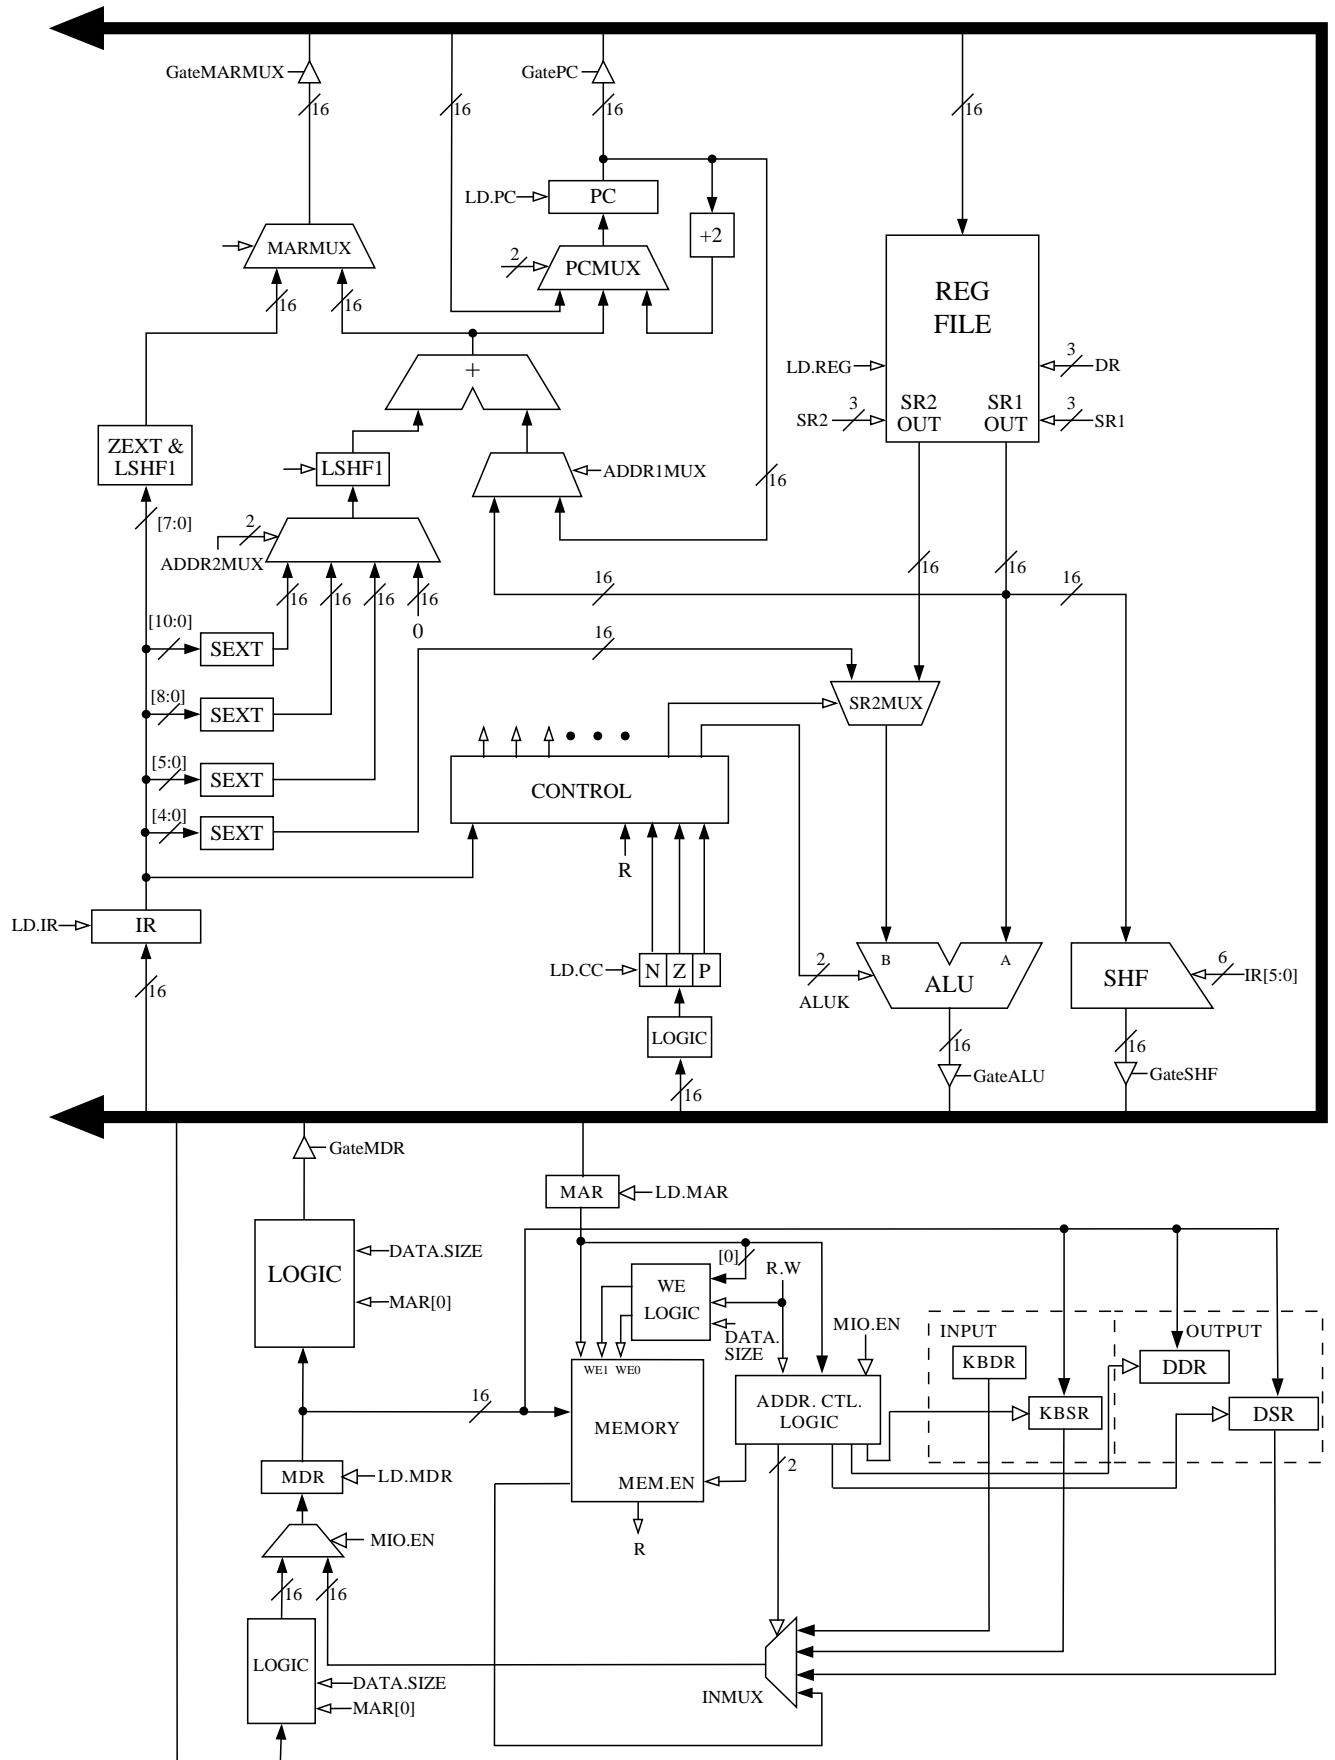 GateMARMUX
GatePC
16
16
16
16
LD.PC
PC
+2
MARMUX
2
PCMUX
16
16
REG
FILE
+
LD.REG
3
DR
SR2
3
SR2
OUT
SR1
OUT
3
SR1
ZEXT &
LSHF1
LSHF1
ADDR1MUX
16
[7:0]
2
ADDR2MUX
16
16
16
16
0
16
16
16
16
16
[10:0]
SEXT
[8:0]
SEXT
[5:0]
SEXT
[4:0]
SEXT
SR2MUX
CONTROL
R
LD.IR
IR
16
LD.CC
N
Z
P
LOGIC
16
2
ALUK
B
A
ALU
SHF
6
IR[5:0]
16
16
GateALU
GateSHF
GateMDR
MAR
LD.MAR
LOGIC
DATA.SIZE
MAR[0]
[0]
WE
LOGIC
R.W
DATA.
SIZE
MIO.EN
WE1 WE0
MEMORY
MEM.EN
R
ADDR. CTL.
LOGIC
2
INPUT
KBDR
KBSR
OUTPUT
DDR
DSR
16
MDR
LD.MDR
MIO.EN
16
16
LOGIC
DATA.SIZE
MAR[0]
INMUX